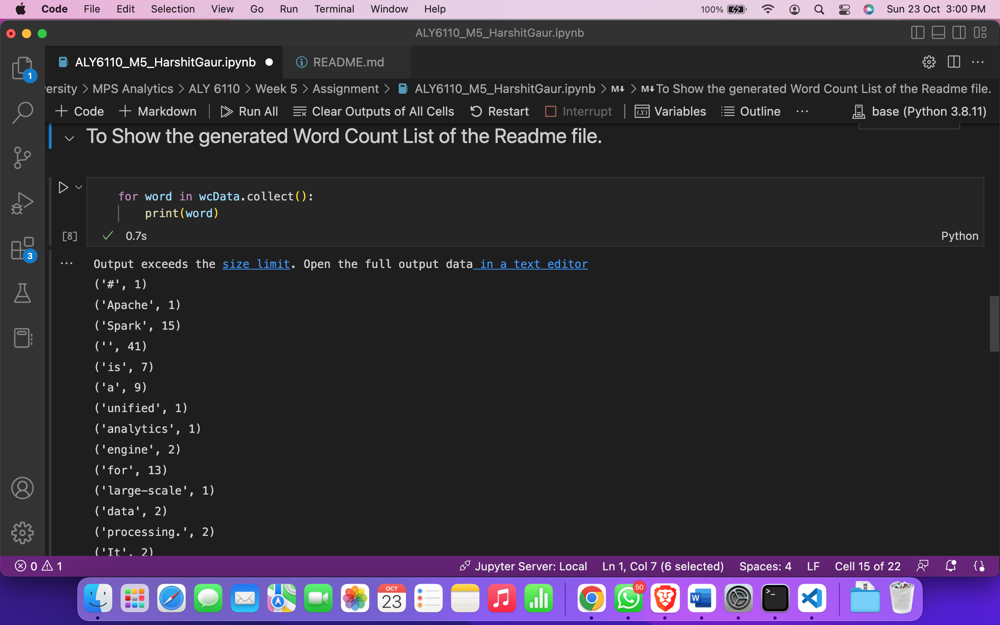 Code File Edit Selection View Go Run Terminal Window Help 100% Sun 23 Oct 3:00 PM
ALY6110_M5_HarshitGaur.ipynb
ALY6110_M5_HarshitGaur.ipynb README.md
1
versity > MPS Analytics > ALY 6110 > Week 5 > Assignment > ALY6110_M5_HarshitGaur.ipynb > M↓ > M↓To Show the generated Word Count List of the Readme file.
+ Code + Markdown Run All Clear Outputs of All Cells Restart Interrupt Variables Outline ... base (Python 3.8.11)
To Show the generated Word Count List of the Readme file.
for word in wcData.collect():
print(word)
[8] 0.7s Python
3
Output exceeds the size limit. Open the full output data in a text editor
('#', 1)
('Apache', 1)
('Spark', 15)
('', 41)
('is', 7)
('a', 9)
('unified', 1)
('analytics', 1)
('engine', 2)
('for', 13)
('large-scale', 1)
('data', 2)
('processing.', 2)
('It', 2)
0 1 Jupyter Server: Local Ln 1, Col 7 (6 selected) Spaces: 4 LF Cell 15 of 22
OCT
23
50
W
>_